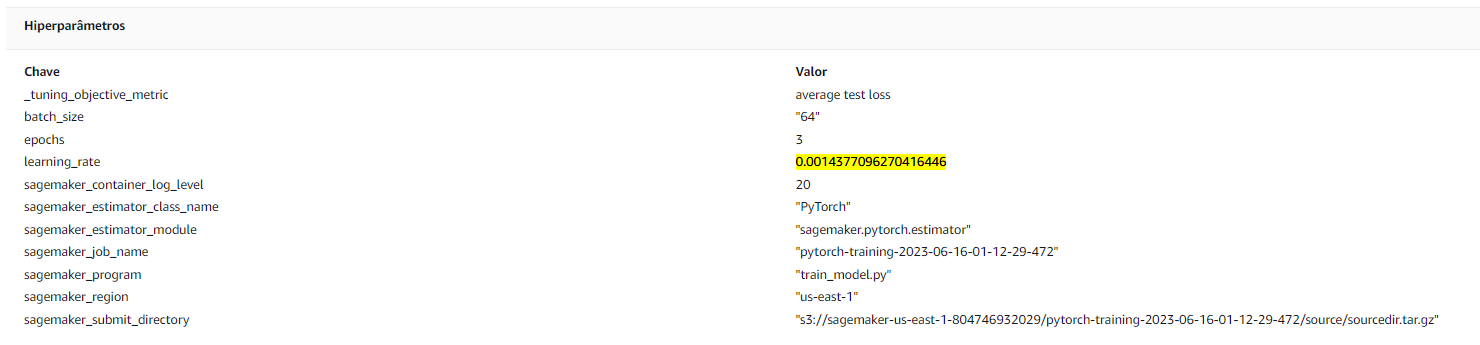 Hiperparâmetros
Chave Valor
_tuning_objective_metric average test loss
batch_size "64"
epochs 3
learning_rate 0.0014377096270416446
sagemaker_container_log_level 20
sagemaker_estimator_class_name "PyTorch"
sagemaker_estimator_module "sagemaker.pytorch.estimator"
sagemaker_job_name "pytorch-training-2023-06-16-01-12-29-472"
sagemaker_program "train_model.py"
sagemaker_region "us-east-1"
sagemaker_submit_directory "s3://sagemaker-us-east-1-804746932029/pytorch-training-2023-06-16-01-12-29-472/source/sourcedir.tar.gz"